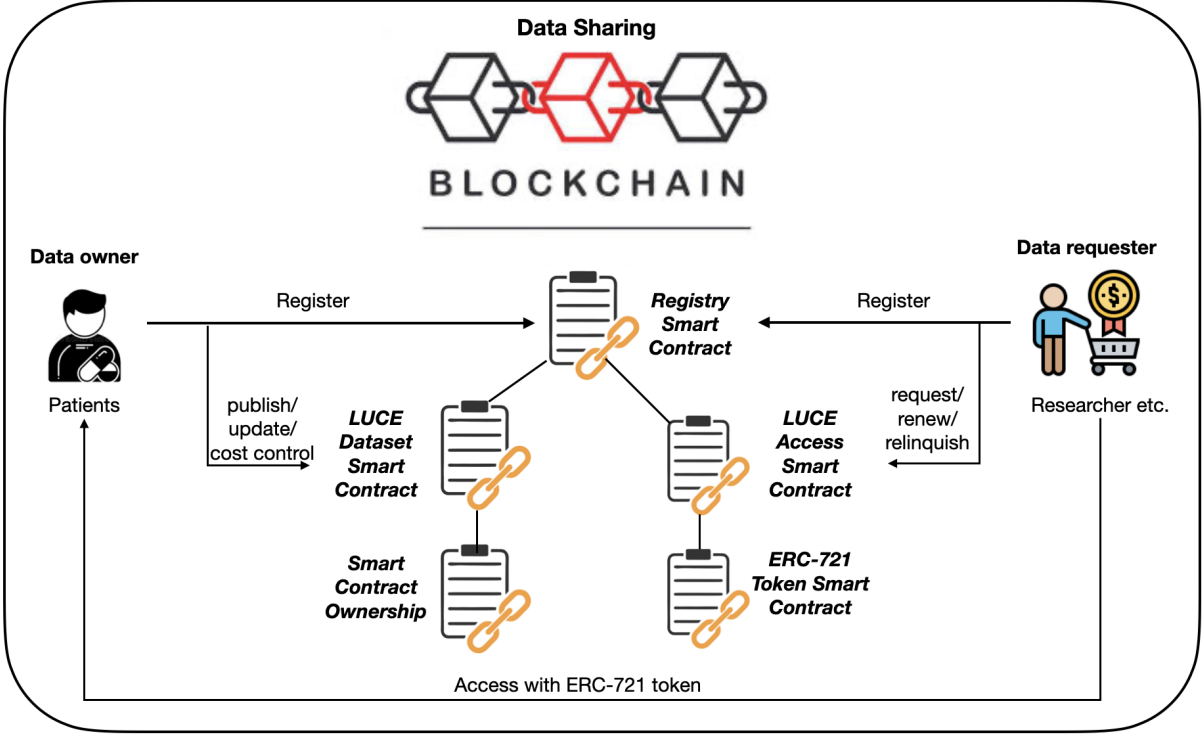 Data Sharing
BLOCKCHAIN
Data owner
Data requester
Register
Registry
Smart
Contract
Register
Patients
publish/
update/
cost control
LUCE
Dataset
Smart
Contract
LUCE
Access
Smart
Contract
request/
renew/
relinquish
$
Researcher etc.
Smart
Contract
Ownership
ERC-721
Token Smart
Contract
Access with ERC-721 token